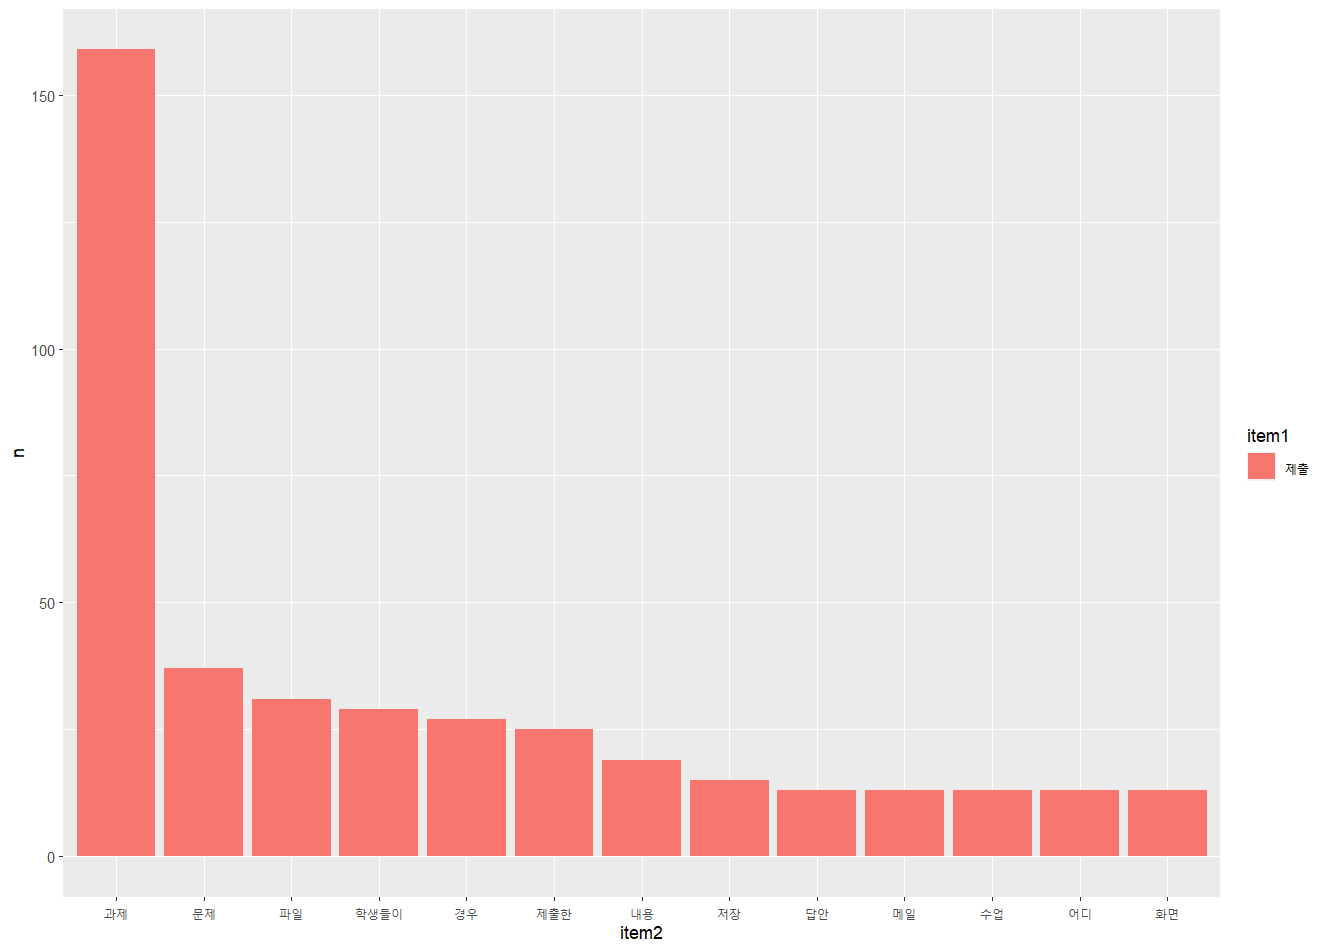 150
100
50
0
n
과제 문제 파일 학생들이 경우 제출한 내용 저장 답안 메일 수업 어디 화면
item2
item1
제출